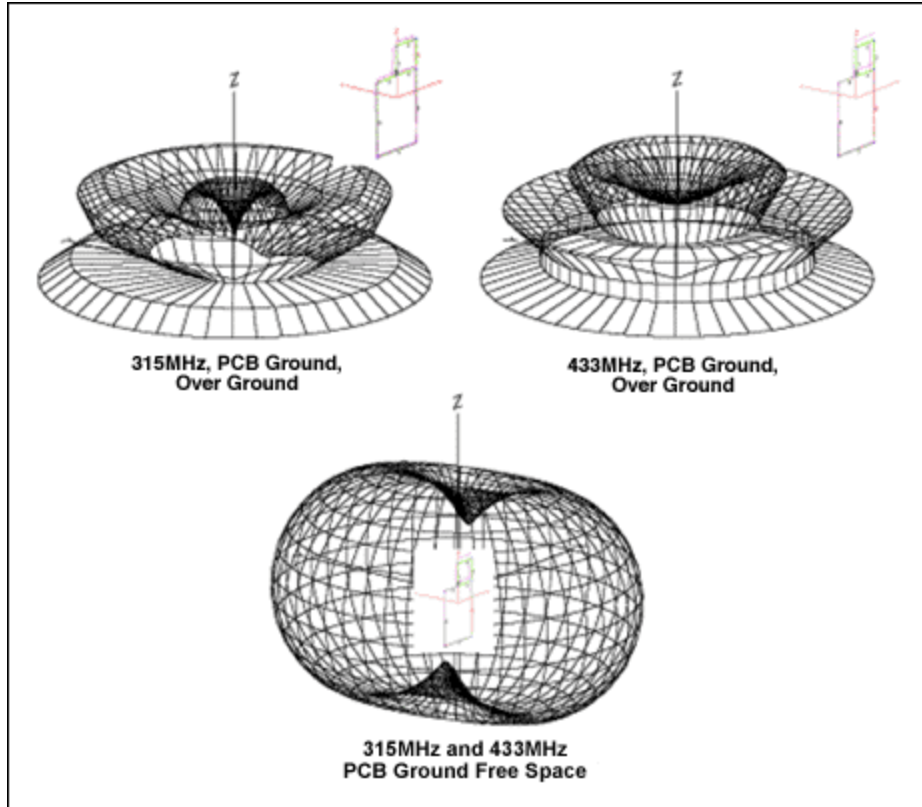 Z
Z
315MHz, PCB Ground,
Over Ground
433MHz, PCB Ground,
Over Ground
Z
315MHz and 433MHz
PCB Ground Free Space